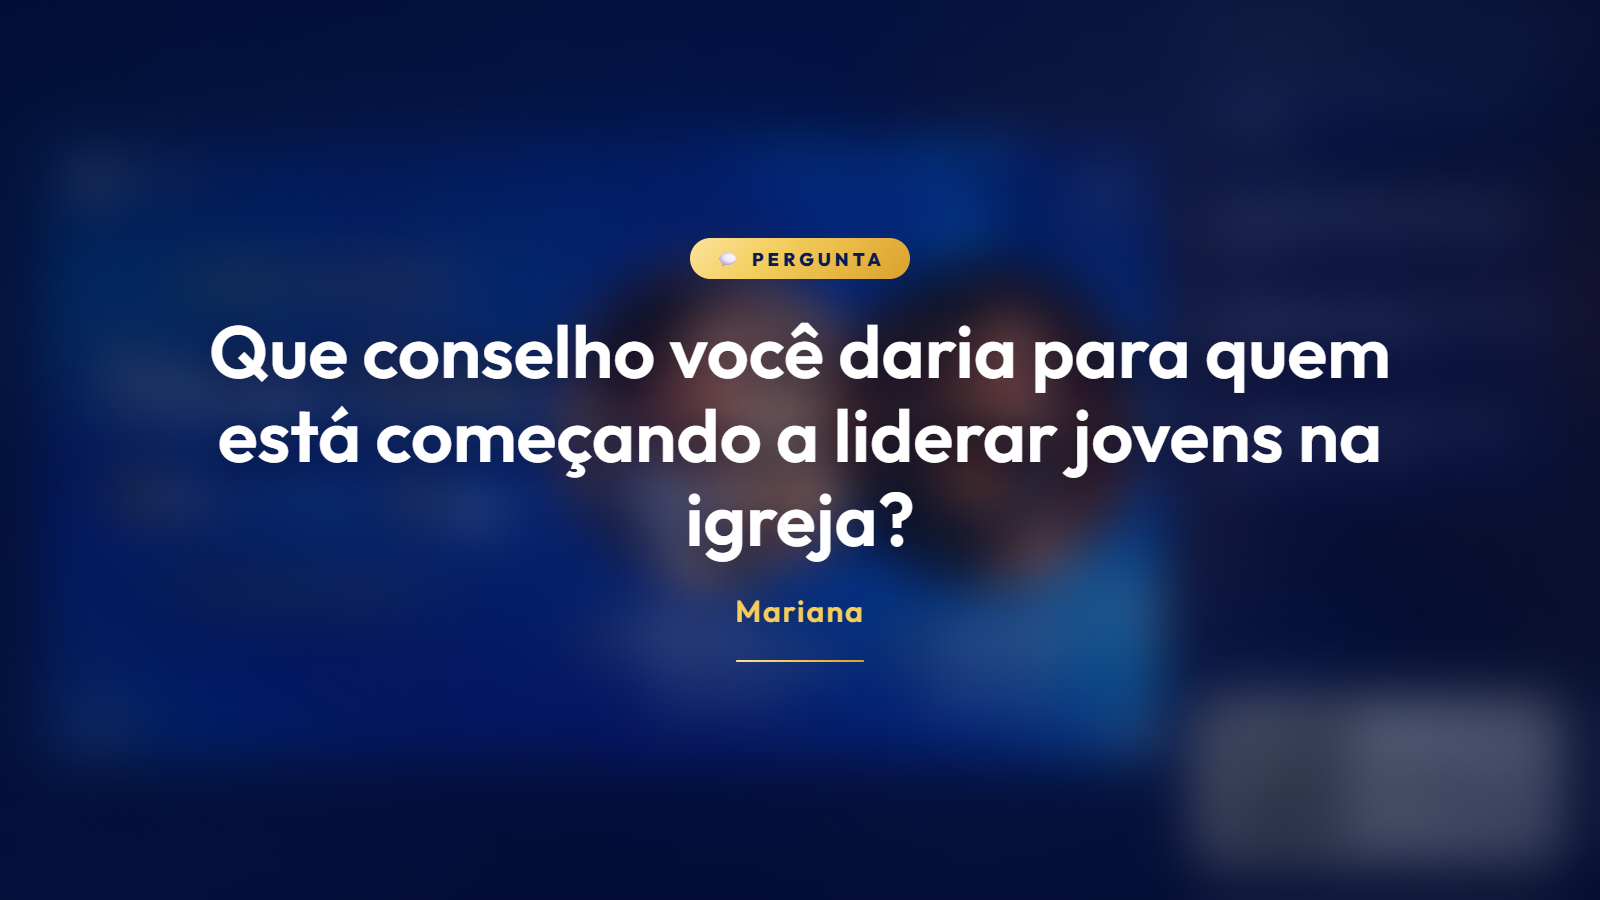 💬 PERGUNTA
Que conselho você daria para quem
está começando a liderar jovens na
igreja?
Mariana